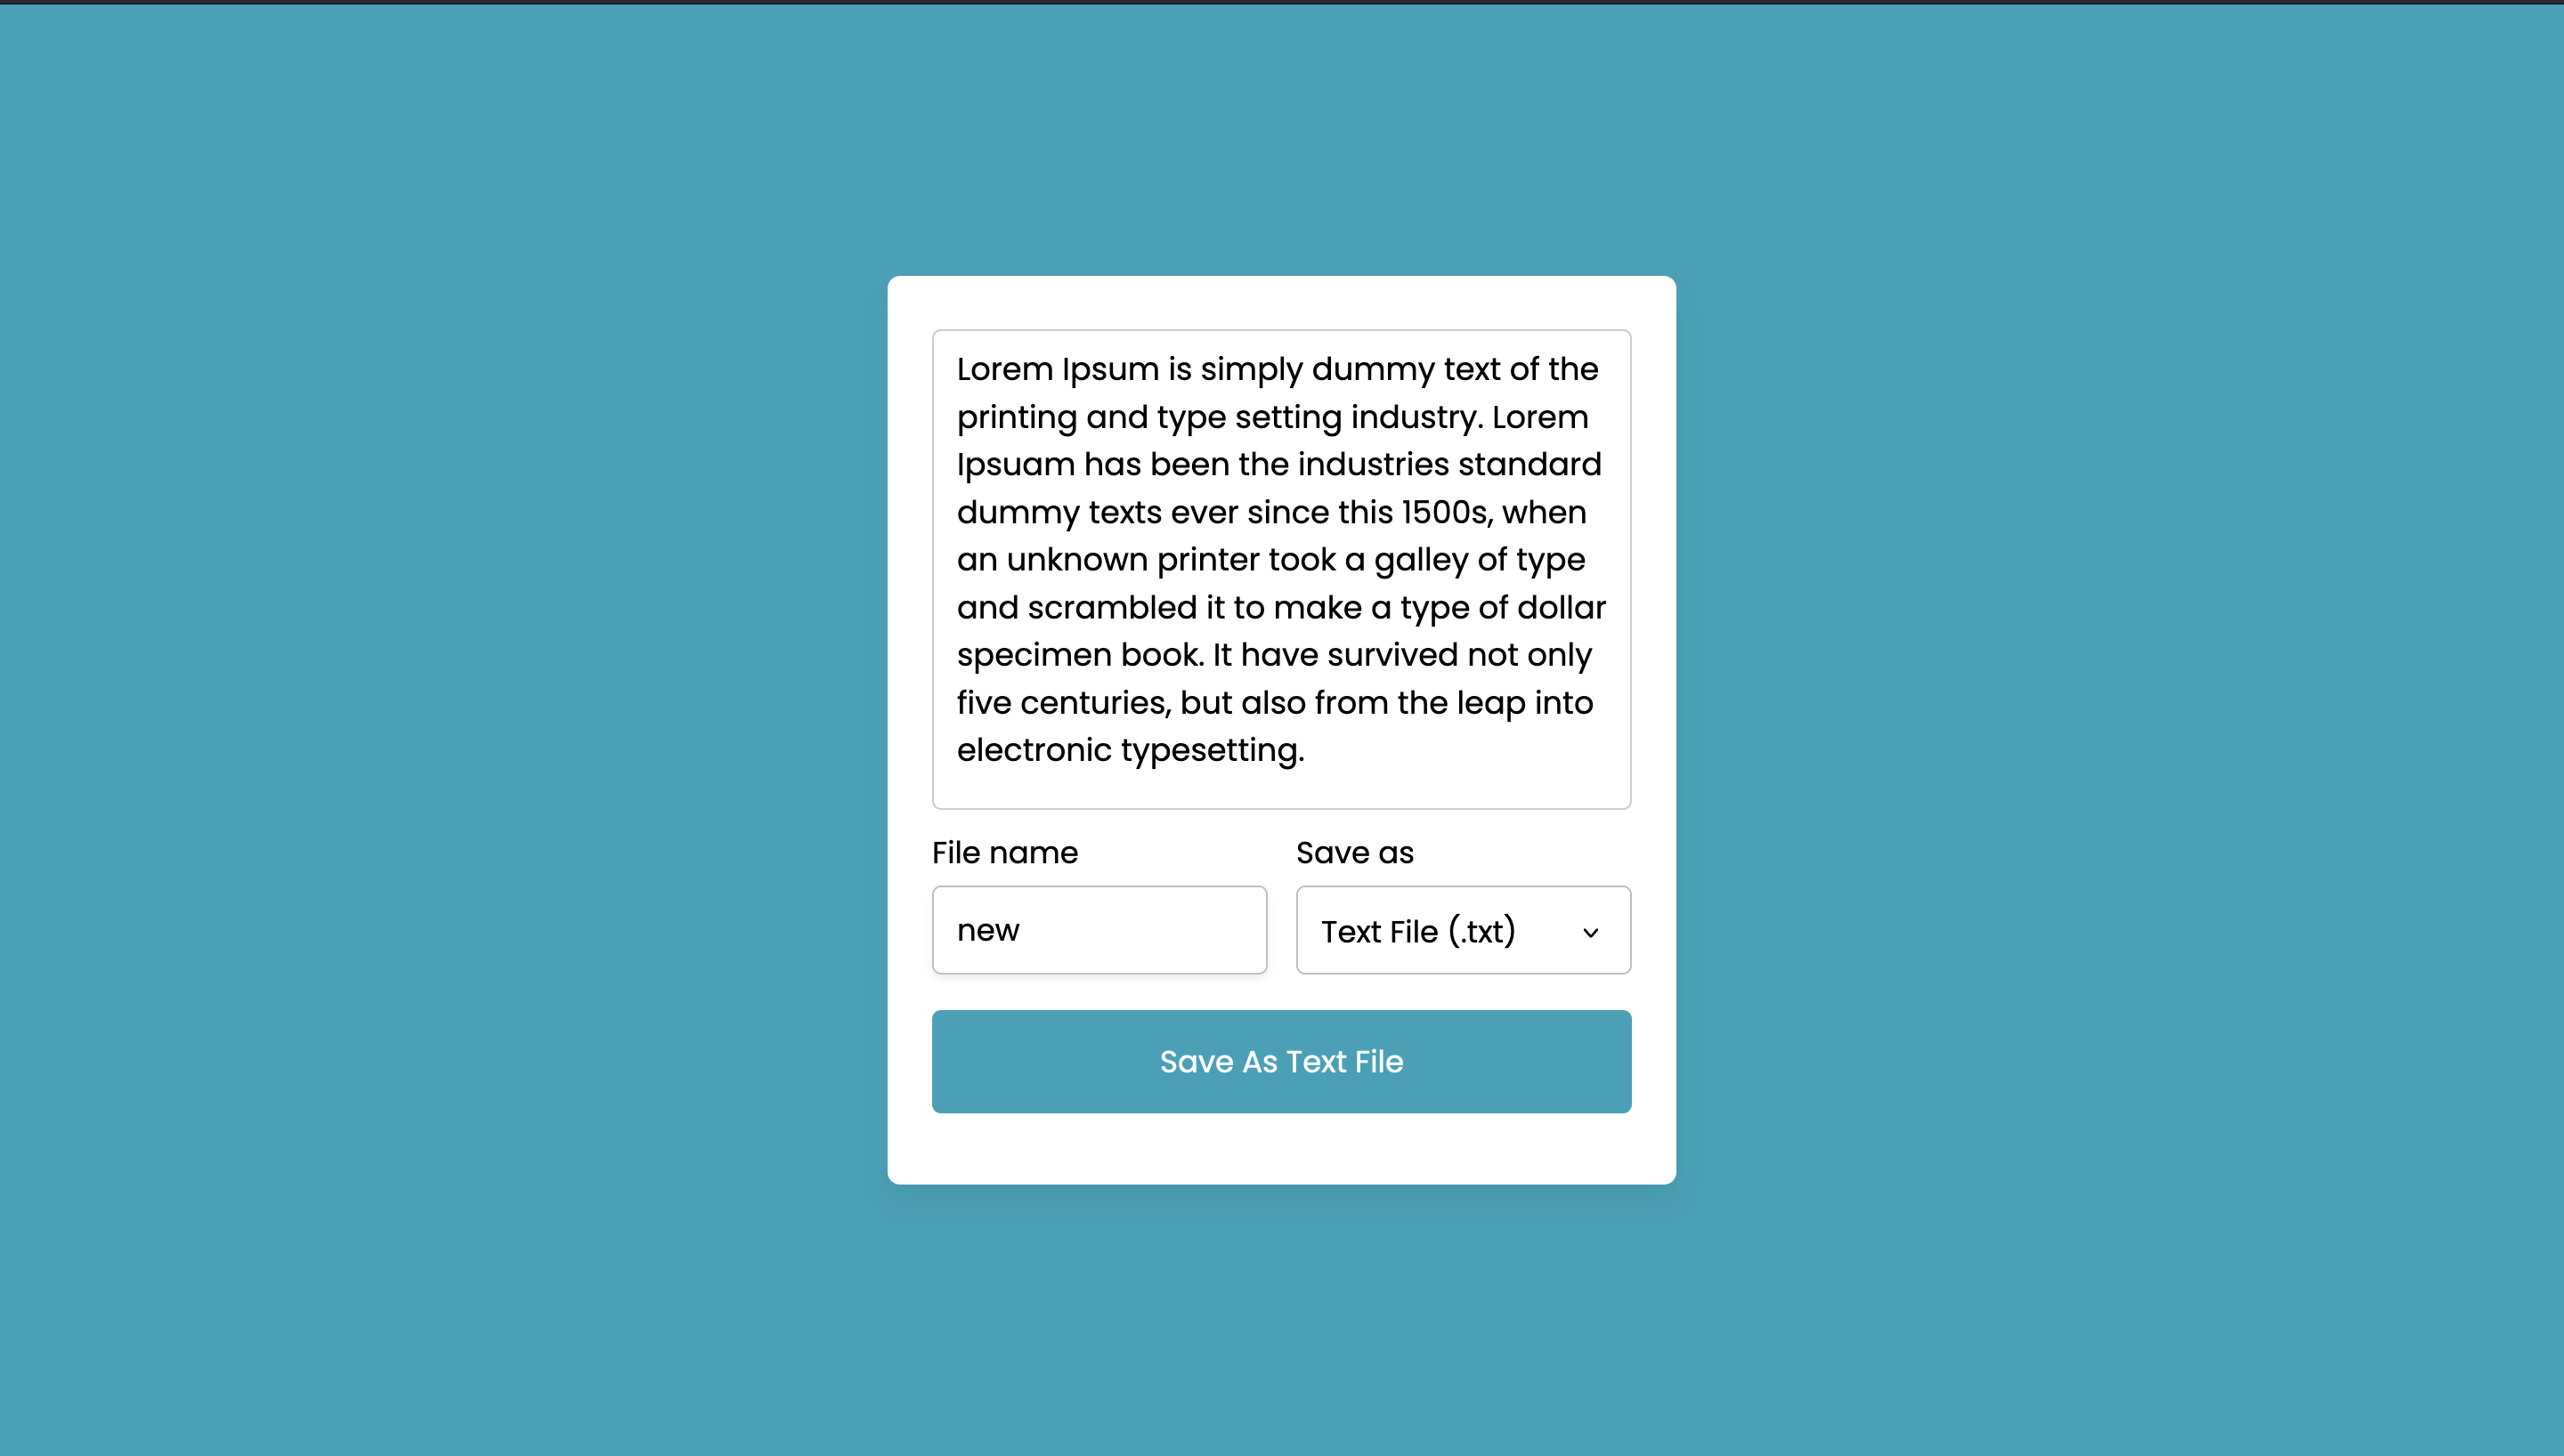 Lorem Ipsum is simply dummy text of the
printing and type setting industry. Lorem
Ipsuam has been the industries standard
dummy texts ever since this 1500s, when
an unknown printer took a galley of type
and scrambled it to make a type of dollar
specimen book. It have survived not only
five centuries, but also from the leap into
electronic typesetting.
File name
Save as
new
Text File (.txt)
Save As Text File